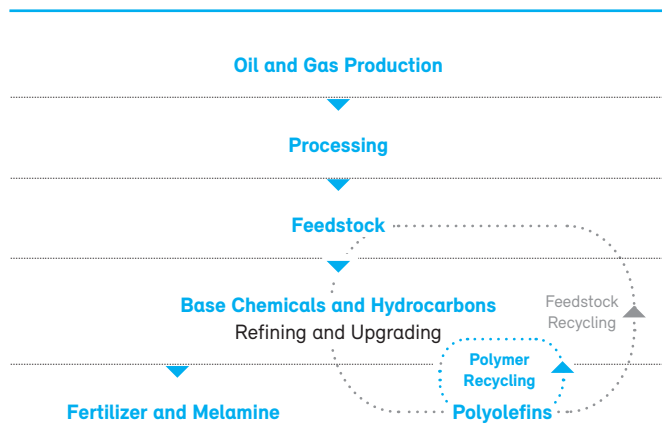 Oil and Gas Production
Processing
Feedstock
Base Chemicals and Hydrocarbons
Refining and Upgrading
Feedstock
Recycling
Polymer
Recycling
Fertilizer and Melamine
Polyolefins